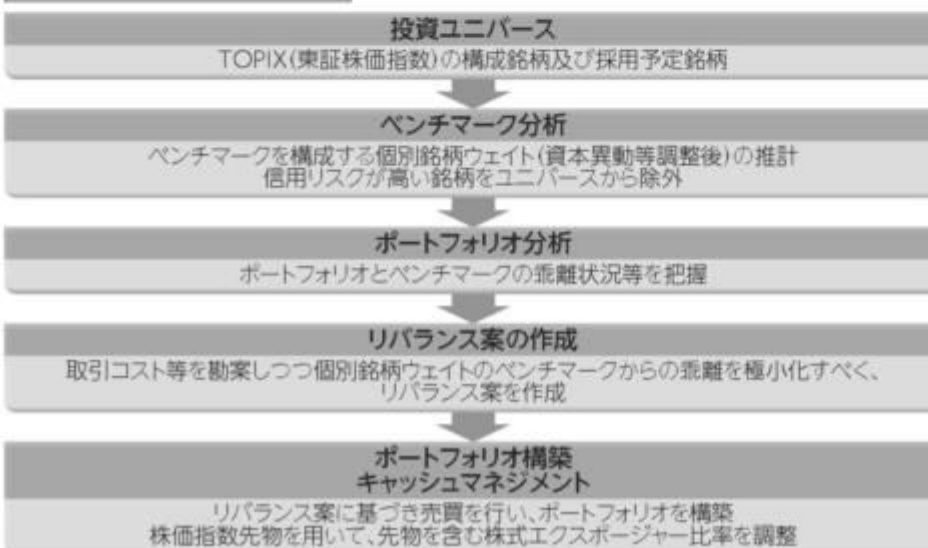 投資ユニバース
TOPIX(東証株価指数)の構成銘柄及び採用予定銘柄
ベンチマーク分析
ベンチマークを構成する個別銘柄ウェイト(資本異動等調整後)の推計
信用リスクが高い銘柄をユニバースから除外
ポートフォリオ分析
ポートフォリオとベンチマークの乖離状況等を把握
リバランス案の作成
取引コスト等を勘案しつつ個別銘柄ウェイトのベンチマークからの乖離を極小化すべく、
リバランス案を作成
ポートフォリオ構築
キャッシュマネジメント
リバランス案に基づき売買を行い、ポートフォリオを構築
株価指数先物を用いて、先物を含む株式エクスポージャー比率を調整